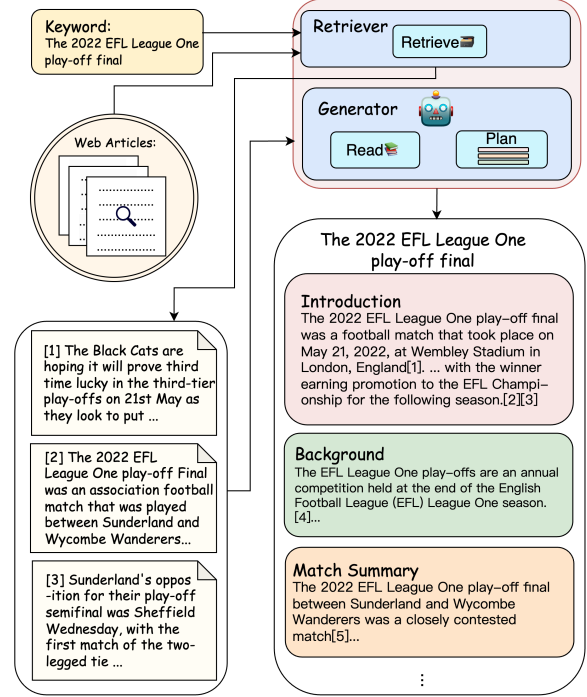 Keyword:
The 2022 EFL League One
play-off final
Retriever
Retrieve
Generator
Read
Plan
Web Articles:
[1] The Black Cats are
hoping it will prove third
time lucky in the third-tier
play-offs on 21st May as
they look to put ...
[2] The 2022 EFL
League One play-off Final
was an association football
match that was played
between Sunderland and
Wycombe Wanderers...
[3] Sunderland's oppos
-ition for their play-off
semifinal was Sheffield
Wednesday, with the
first match of the two-
legged tie ...
The 2022 EFL League One
play-off final
Introduction
The 2022 EFL League One play-off final
was a football match that took place on
May 21, 2022, at Wembley Stadium in
London, England[1]. ... with the winner
earning promotion to the EFL Champi-
onship for the following season.[2][3]
Background
The EFL League One play-offs are an annual
competition held at the end of the English
Football League (EFL) League One season.
[4]...
Match Summary
The 2022 EFL League One play-off final
between Sunderland and Wycombe
Wanderers was a closely contested
match[5]...
⋮